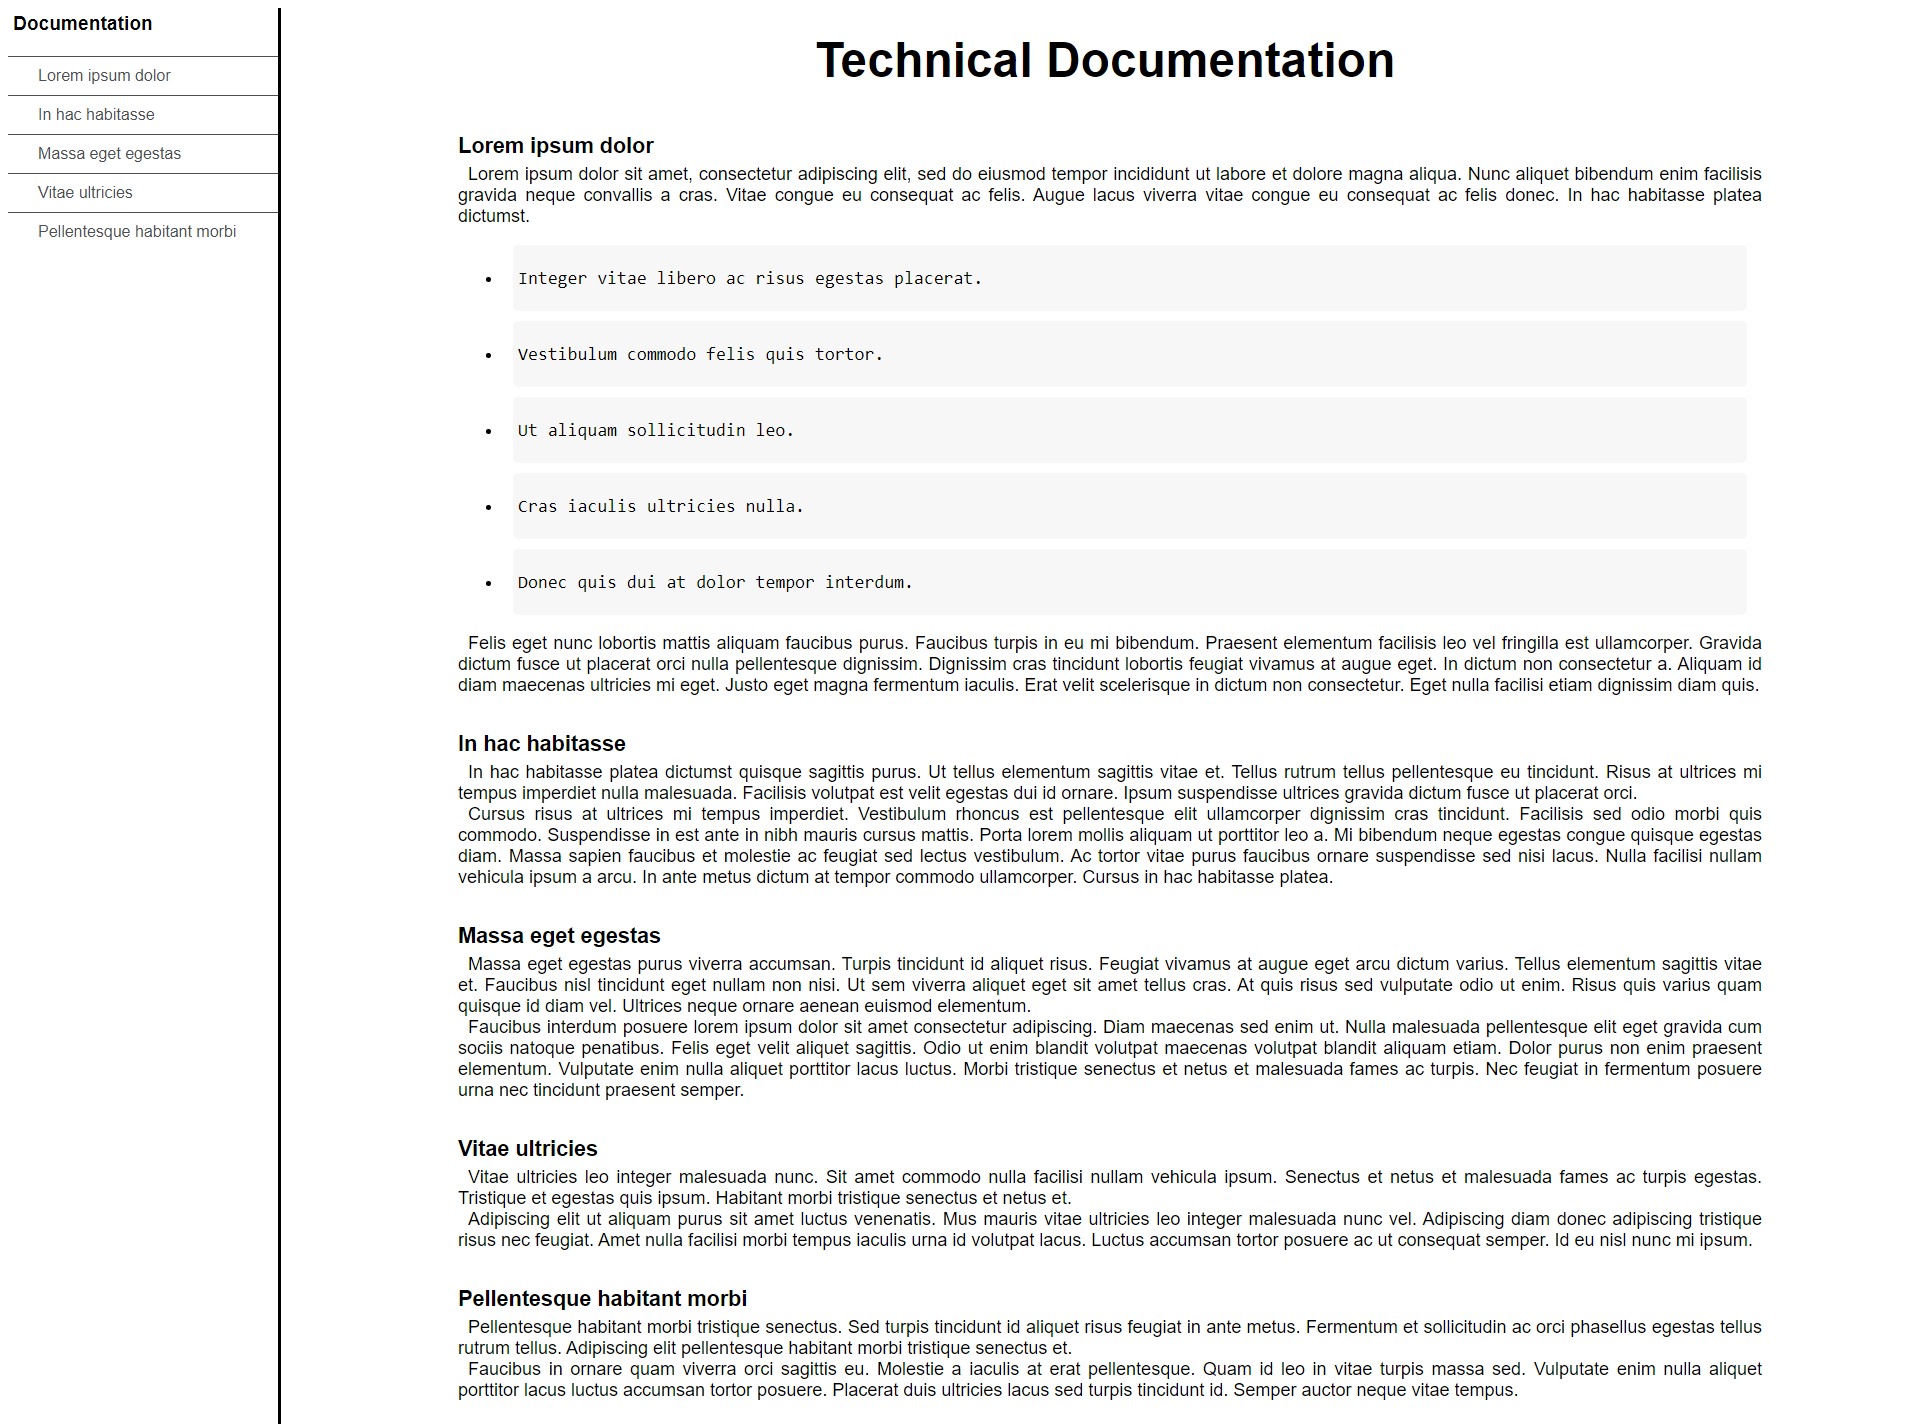 Documentation
Lorem ipsum dolor
In hac habitasse
Massa eget egestas
Vitae ultricies
Pellentesque habitant morbi
Technical Documentation
Lorem ipsum dolor
Lorem ipsum dolor sit amet, consectetur adipiscing elit, sed do eiusmod tempor incididunt ut labore et dolore magna aliqua. Nunc aliquet bibendum enim facilisis
gravida neque convallis a cras. Vitae congue eu consequat ac felis. Augue lacus viverra vitae congue eu consequat ac felis donec. In hac habitasse platea
dictumst.
• Integer vitae libero ac risus egestas placerat.
• Vestibulum commodo felis quis tortor.
• Ut aliquam sollicitudin leo.
• Cras iaculis ultricies nulla.
• Donec quis dui at dolor tempor interdum.
Felis eget nunc lobortis mattis aliquam faucibus purus. Faucibus turpis in eu mi bibendum. Praesent elementum facilisis leo vel fringilla est ullamcorper. Gravida
dictum fusce ut placerat orci nulla pellentesque dignissim. Dignissim cras tincidunt lobortis feugiat vivamus at augue eget. In dictum non consectetur a. Aliquam id
diam maecenas ultricies mi eget. Justo eget magna fermentum iaculis. Erat velit scelerisque in dictum non consectetur. Eget nulla facilisi etiam dignissim diam quis.
In hac habitasse
In hac habitasse platea dictumst quisque sagittis purus. Ut tellus elementum sagittis vitae et. Tellus rutrum tellus pellentesque eu tincidunt. Risus at ultrices mi
tempus imperdiet nulla malesuada. Facilisis volutpat est velit egestas dui id ornare. Ipsum suspendisse ultrices gravida dictum fusce ut placerat orci.
Cursus risus at ultrices mi tempus imperdiet. Vestibulum rhoncus est pellentesque elit ullamcorper dignissim cras tincidunt. Facilisis sed odio morbi quis
commodo. Suspendisse in est ante in nibh mauris cursus mattis. Porta lorem mollis aliquam ut porttitor leo a. Mi bibendum neque egestas congue quisque egestas
diam. Massa sapien faucibus et molestie ac feugiat sed lectus vestibulum. Ac tortor vitae purus faucibus ornare suspendisse sed nisi lacus. Nulla facilisi nullam
vehicula ipsum a arcu. In ante metus dictum at tempor commodo ullamcorper. Cursus in hac habitasse platea.
Massa eget egestas
Massa eget egestas purus viverra accumsan. Turpis tincidunt id aliquet risus. Feugiat vivamus at augue eget arcu dictum varius. Tellus elementum sagittis vitae
et. Faucibus nisl tincidunt eget nullam non nisi. Ut sem viverra aliquet eget sit amet tellus cras. At quis risus sed vulputate odio ut enim. Risus quis varius quam
quisque id diam vel. Ultrices neque ornare aenean euismod elementum.
Faucibus interdum posuere lorem ipsum dolor sit amet consectetur adipiscing. Diam maecenas sed enim ut. Nulla malesuada pellentesque elit eget gravida cum
sociis natoque penatibus. Felis eget velit aliquet sagittis. Odio ut enim blandit volutpat maecenas volutpat blandit aliquam etiam. Dolor purus non enim praesent
elementum. Vulputate enim nulla aliquet porttitor lacus luctus. Morbi tristique senectus et netus et malesuada fames ac turpis. Nec feugiat in fermentum posuere
urna nec tincidunt praesent semper.
Vitae ultricies
Vitae ultricies leo integer malesuada nunc. Sit amet commodo nulla facilisi nullam vehicula ipsum. Senectus et netus et malesuada fames ac turpis egestas.
Tristique et egestas quis ipsum. Habitant morbi tristique senectus et netus et.
Adipiscing elit ut aliquam purus sit amet luctus venenatis. Mus mauris vitae ultricies leo integer malesuada nunc vel. Adipiscing diam donec adipiscing tristique
risus nec feugiat. Amet nulla facilisi morbi tempus iaculis urna id volutpat lacus. Luctus accumsan tortor posuere ac ut consequat semper. Id eu nisl nunc mi ipsum.
Pellentesque habitant morbi
Pellentesque habitant morbi tristique senectus. Sed turpis tincidunt id aliquet risus feugiat in ante metus. Fermentum et sollicitudin ac orci phasellus egestas tellus
rutrum tellus. Adipiscing elit pellentesque habitant morbi tristique senectus et.
Faucibus in ornare quam viverra orci sagittis eu. Molestie a iaculis at erat pellentesque. Quam id leo in vitae turpis massa sed. Vulputate enim nulla aliquet
porttitor lacus luctus accumsan tortor posuere. Placerat duis ultricies lacus sed turpis tincidunt id. Semper auctor neque vitae tempus.